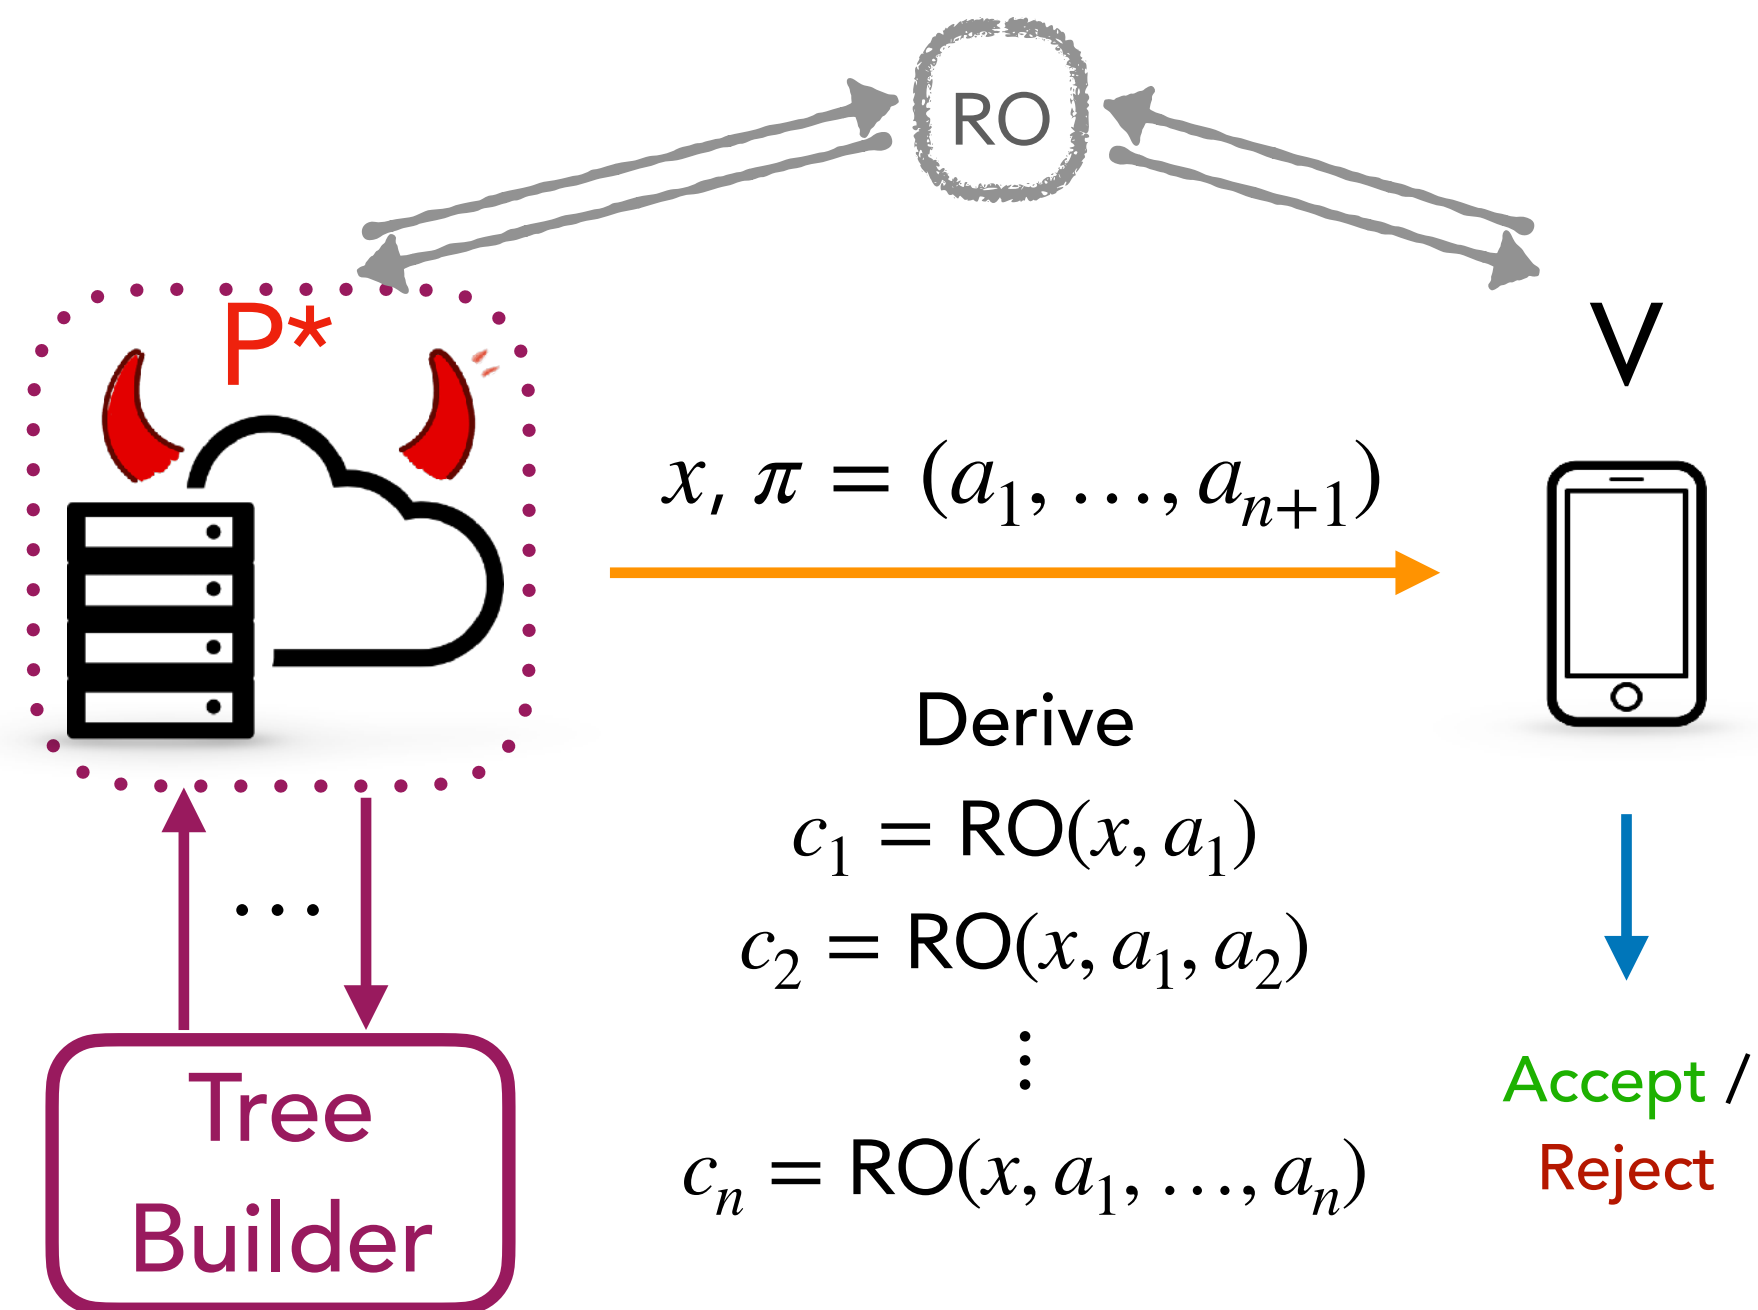 RO
P*
V
x, π = (a₁, …, aₙ₊₁)
Derive
c₁ = RO(x, a₁)
…
c₂ = RO(x, a₁, a₂)
⋮
cₙ = RO(x, a₁, …, aₙ)
Tree
Builder
Accept /
Reject